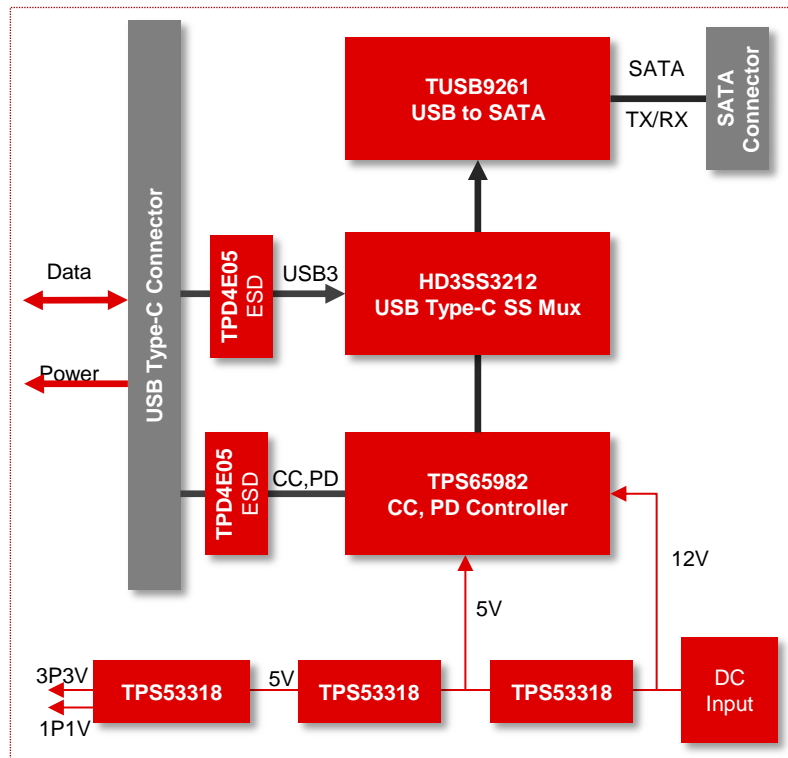 TUSB9261
USB to SATA
SATA
TX/RX
SATA
Connector
USB Type-C Connector
Data
Power
TPD4E05
ESD
USB3
HD3SS3212
USB Type-C SS Mux
TPD4E05
ESD
CC,PD
TPS65982
CC, PD Controller
12V
5V
3P3V
1P1V
TPS53318
5V
TPS53318
TPS53318
DC
Input